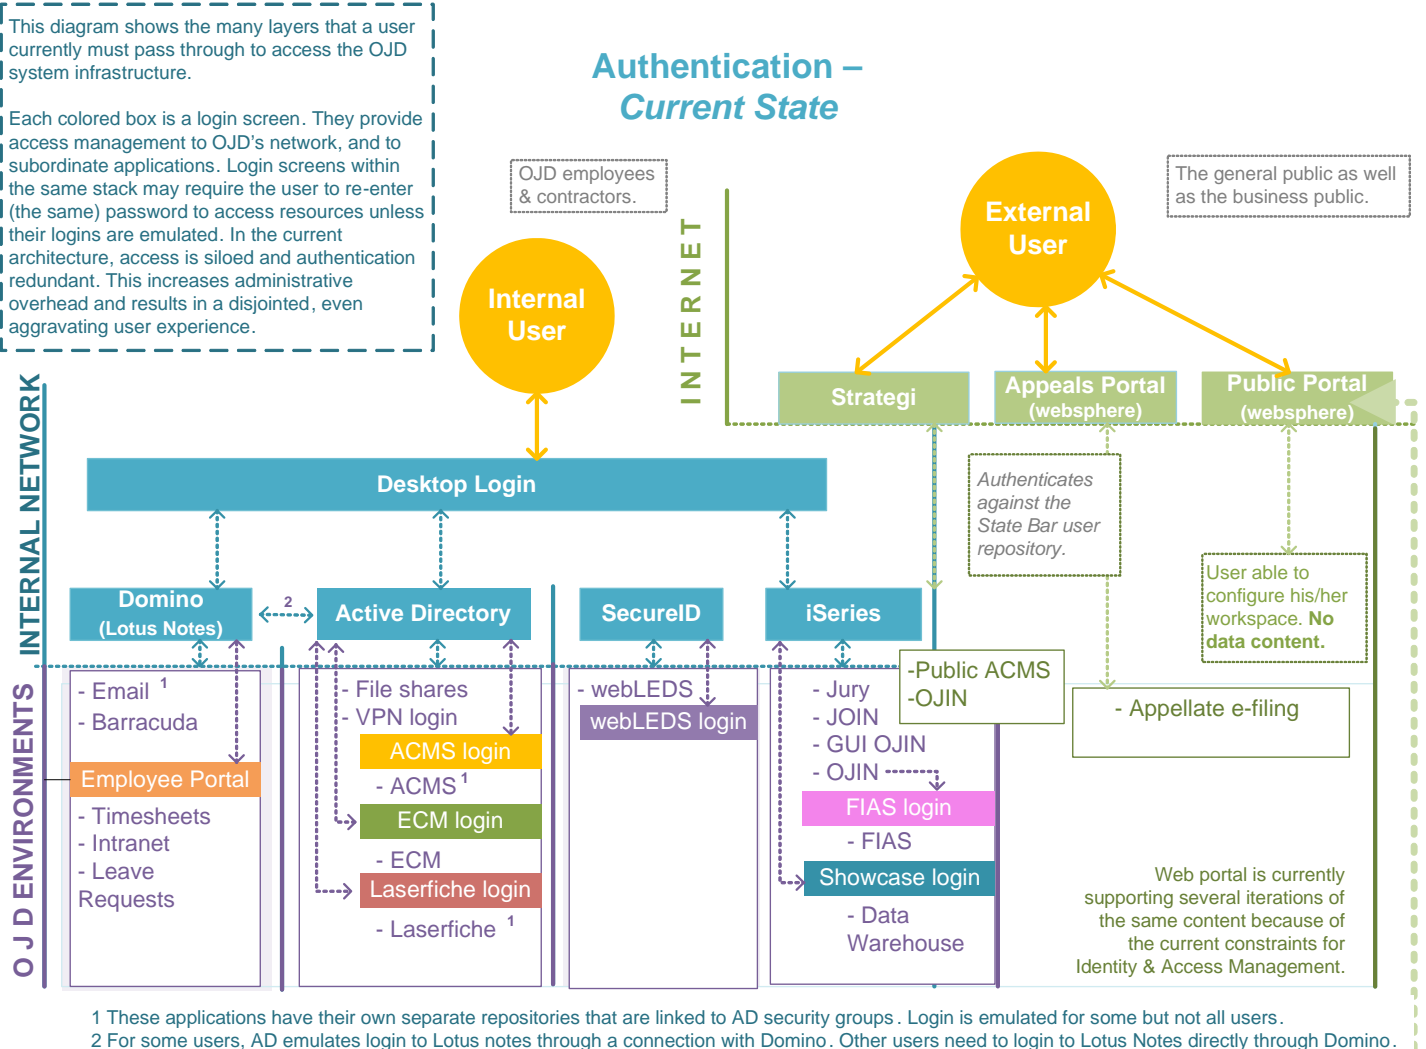 This diagram shows the many layers that a user
currently must pass through to access the OJD
system infrastructure.
Each colored box is a login screen. They provide
access management to OJD's network, and to
subordinate applications. Login screens within
the same stack may require the user to re-enter
(the same) password to access resources unless
their logins are emulated. In the current
architecture, access is siloed and authentication
redundant. This increases administrative
overhead and results in a disjointed, even
aggravating user experience.
Authentication –
Current State
OJD employees
& contractors.
The general public as well
as the business public.
INTERNET
External
User
Internal
User
Strategi
Appeals Portal
(websphere)
Public Portal
(websphere)
INTERNAL NETWORK
Desktop Login
Authenticates
against the
State Bar user
repository.
User able to
configure his/her
workspace. No
data content.
Domino
(Lotus Notes)
2
Active Directory
SecureID
iSeries
O J D ENVIRONMENTS
- Email 1
- Barracuda
Employee Portal
- Timesheets
- Intranet
- Leave
Requests
- File shares
- VPN login
ACMS login
- ACMS 1
ECM login
- ECM
Laserfiche login
- Laserfiche 1
- webLEDS
webLEDS login
- Jury
- JOIN
- GUI OJIN
- OJIN
FIAS login
- FIAS
Showcase login
- Data
Warehouse
-Public ACMS
-OJIN
- Appellate e-filing
Web portal is currently
supporting several iterations of
the same content because of
the current constraints for
Identity & Access Management.
1 These applications have their own separate repositories that are linked to AD security groups. Login is emulated for some but not all users.
2 For some users, AD emulates login to Lotus notes through a connection with Domino. Other users need to login to Lotus Notes directly through Domino.